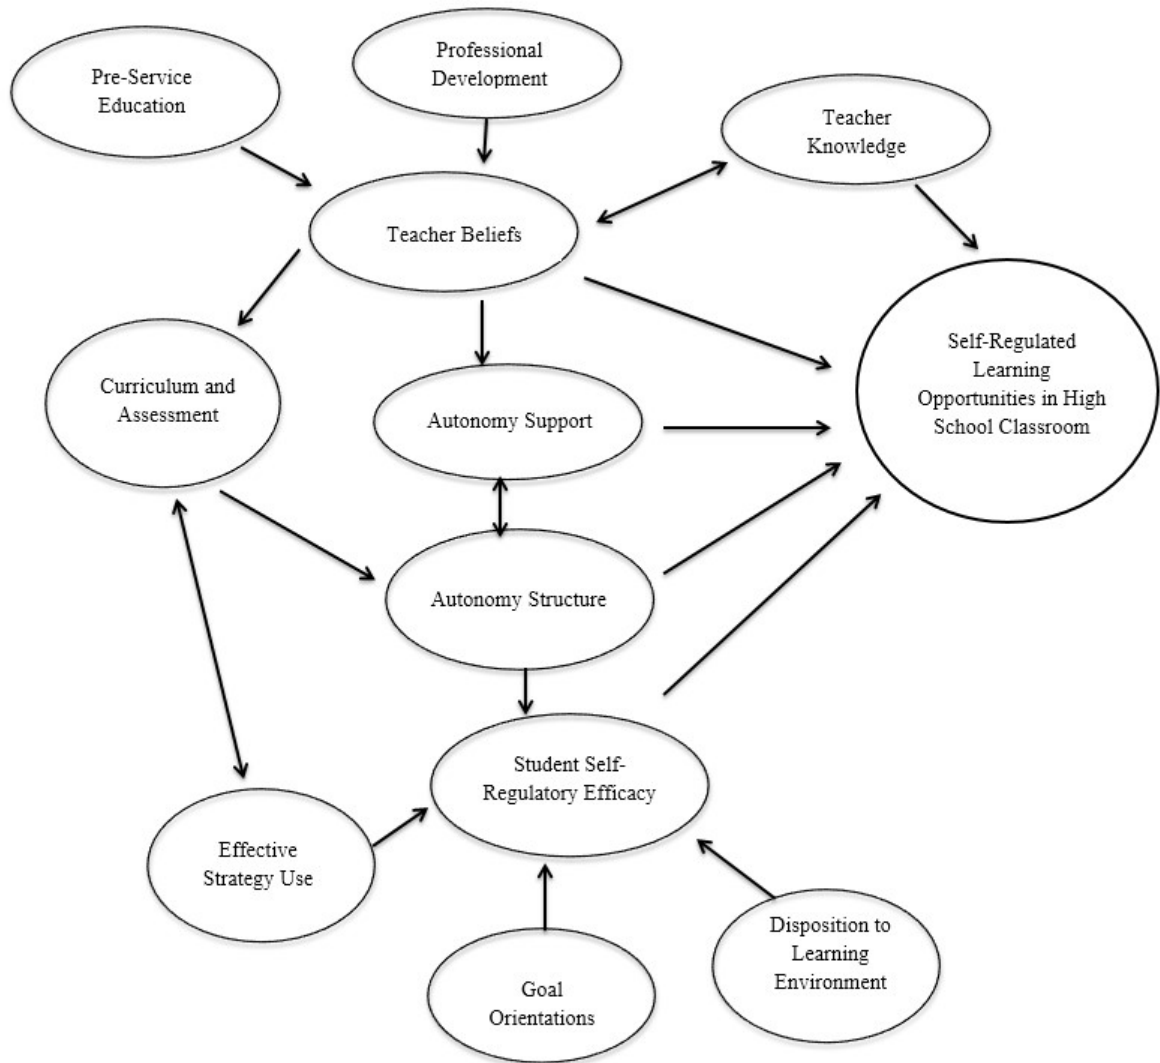 Pre-Service
Education
Professional
Development
Teacher
Knowledge
Teacher Beliefs
Self-Regulated
Learning
Opportunities in High
School Classroom
Curriculum and
Assessment
Autonomy Support
Autonomy Structure
Student Self-
Regulatory Efficacy
Effective
Strategy Use
Disposition to
Learning
Environment
Goal
Orientations